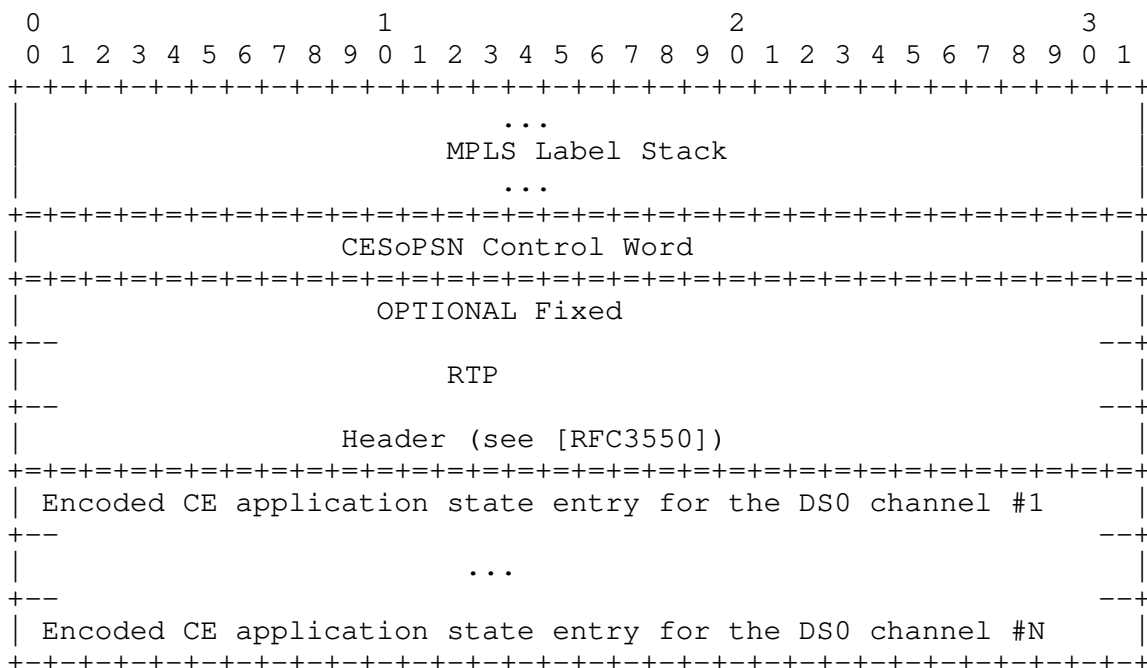 0                   1                   2                   3
 0 1 2 3 4 5 6 7 8 9 0 1 2 3 4 5 6 7 8 9 0 1 2 3 4 5 6 7 8 9 0 1
+-+-+-+-+-+-+-+-+-+-+-+-+-+-+-+-+-+-+-+-+-+-+-+-+-+-+-+-+-+-+-+-+
|                           ...                                 |
|                        MPLS Label Stack                       |
|                           ...                                 |
+=+=+=+=+=+=+=+=+=+=+=+=+=+=+=+=+=+=+=+=+=+=+=+=+=+=+=+=+=+=+=+=+
|                  CESoPSN Control Word                         |
+=+=+=+=+=+=+=+=+=+=+=+=+=+=+=+=+=+=+=+=+=+=+=+=+=+=+=+=+=+=+=+=+
|                    OPTIONAL Fixed                             |
+--                                                           --+
|                        RTP                                    |
+--                                                           --+
|                  Header (see [RFC3550])                       |
+=+=+=+=+=+=+=+=+=+=+=+=+=+=+=+=+=+=+=+=+=+=+=+=+=+=+=+=+=+=+=+=+
| Encoded CE application state entry for the DS0 channel #1     |
+--                                                           --+
|                         ...                                   |
+--                                                           --+
| Encoded CE application state entry for the DS0 channel #N     |
+-+-+-+-+-+-+-+-+-+-+-+-+-+-+-+-+-+-+-+-+-+-+-+-+-+-+-+-+-+-+-+-+